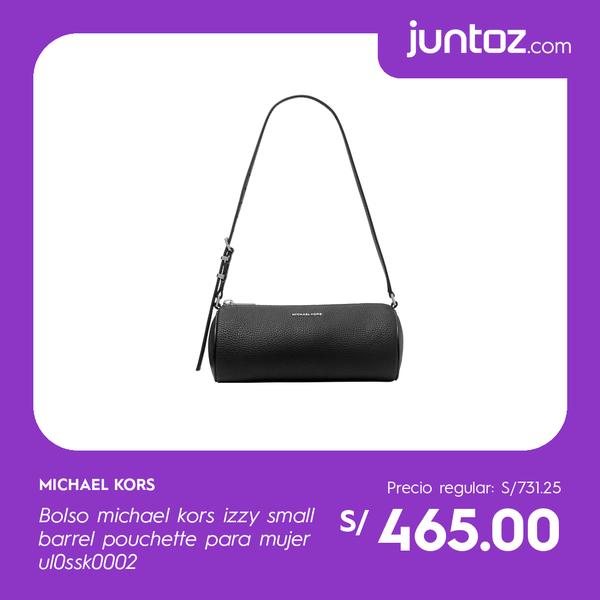 juntoz.com
MICHAEL KORS
MICHAEL KORS
Bolso michael kors izzy small
barrel pouchette para mujer
ul0ssk0002
Precio regular: S/731.25
S/ 465.00